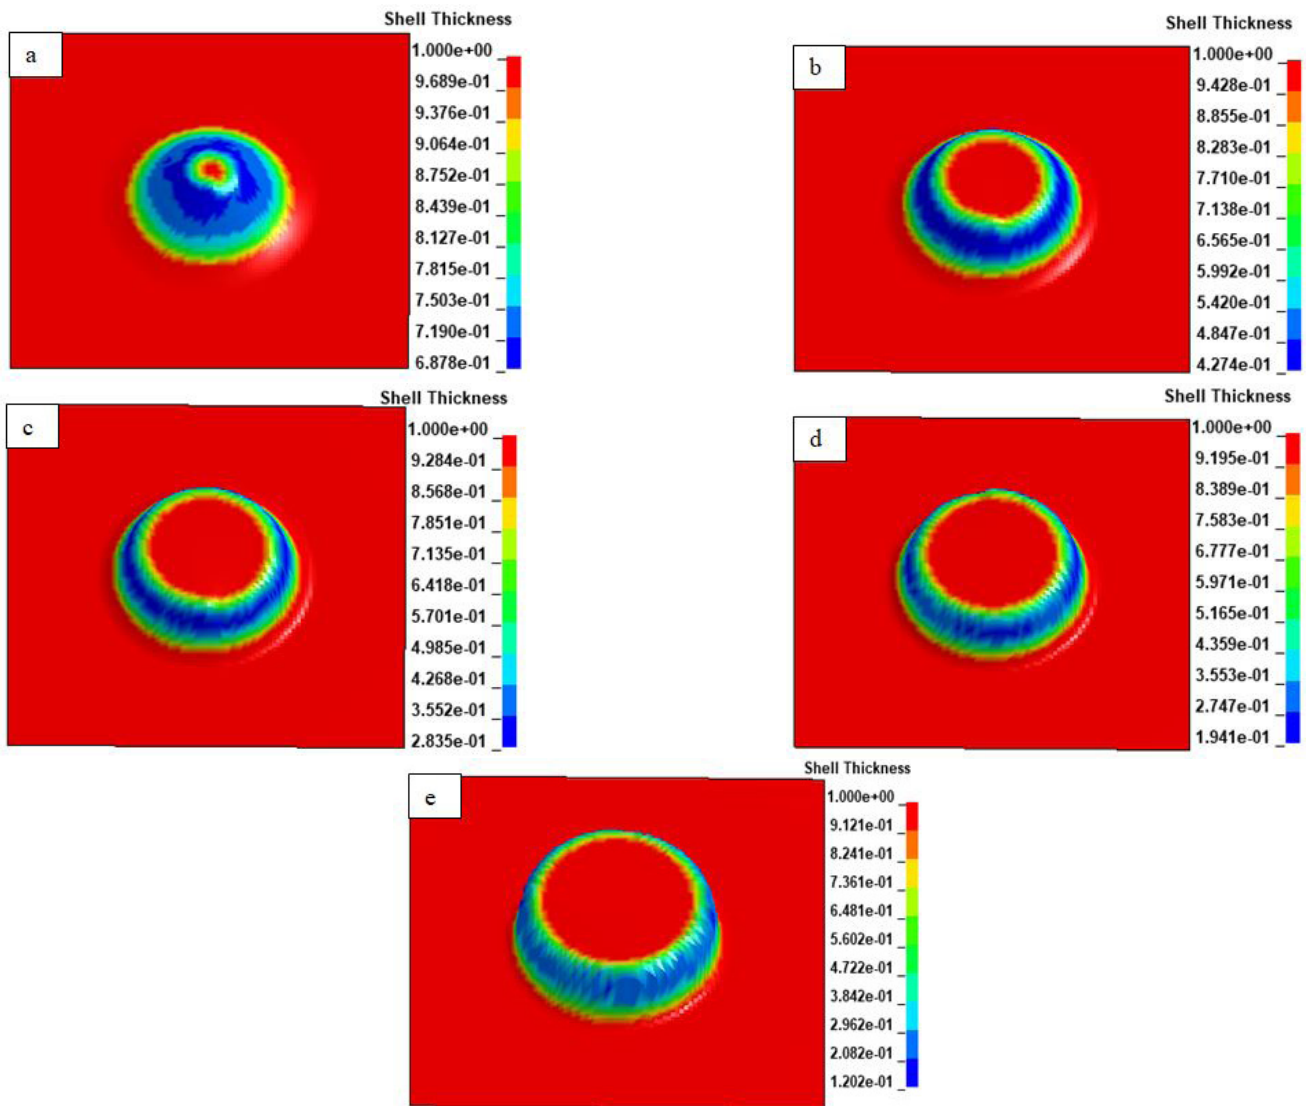 a
Shell Thickness
1.000e+00
9.689e-01
9.376e-01
9.064e-01
8.752e-01
8.439e-01
8.127e-01
7.815e-01
7.503e-01
7.190e-01
6.878e-01
b
Shell Thickness
1.000e+00
9.428e-01
8.855e-01
8.283e-01
7.710e-01
7.138e-01
6.565e-01
5.992e-01
5.420e-01
4.847e-01
4.274e-01
c
Shell Thickness
1.000e+00
9.284e-01
8.568e-01
7.851e-01
7.135e-01
6.418e-01
5.701e-01
4.985e-01
4.268e-01
3.552e-01
2.835e-01
d
Shell Thickness
1.000e+00
9.195e-01
8.389e-01
7.583e-01
6.777e-01
5.971e-01
5.165e-01
4.359e-01
3.553e-01
2.747e-01
1.941e-01
e
Shell Thickness
1.000e+00
9.121e-01
8.241e-01
7.361e-01
6.481e-01
5.602e-01
4.722e-01
3.842e-01
2.962e-01
2.082e-01
1.202e-01